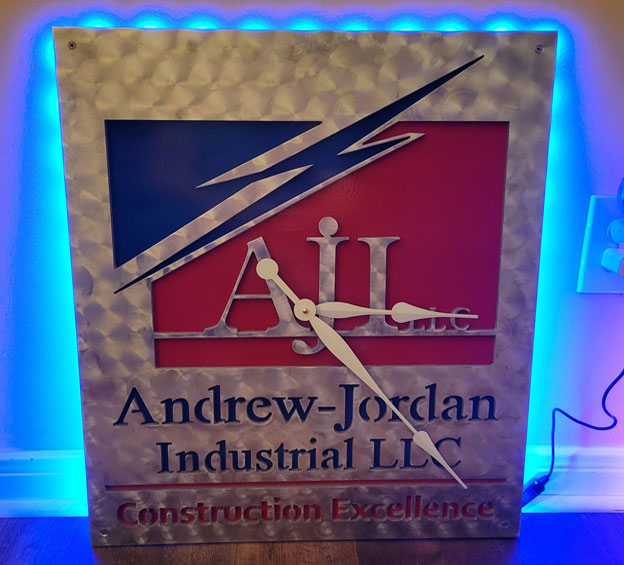 AJI LLC
Andrew-Jordan
Industrial LLC
Construction Excellence